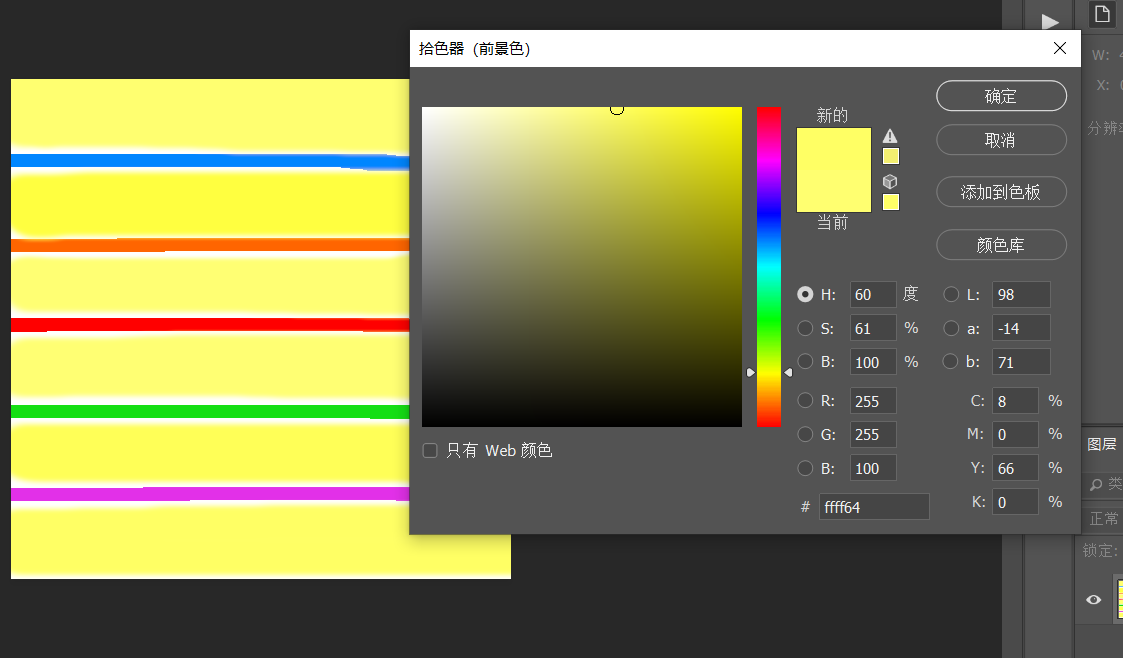 拾色器 (前景色)
新的
当前
确定
取消
添加到色板
颜色库
H: 60 度
S: 61 %
B: 100 %
R: 255
G: 255
B: 100
# ffff64
L: 98
a: -14
b: 71
C: 8 %
M: 0 %
Y: 66 %
K: 0 %
只有 Web 颜色
W:
X:
分辨
图层
类
正常
锁定: